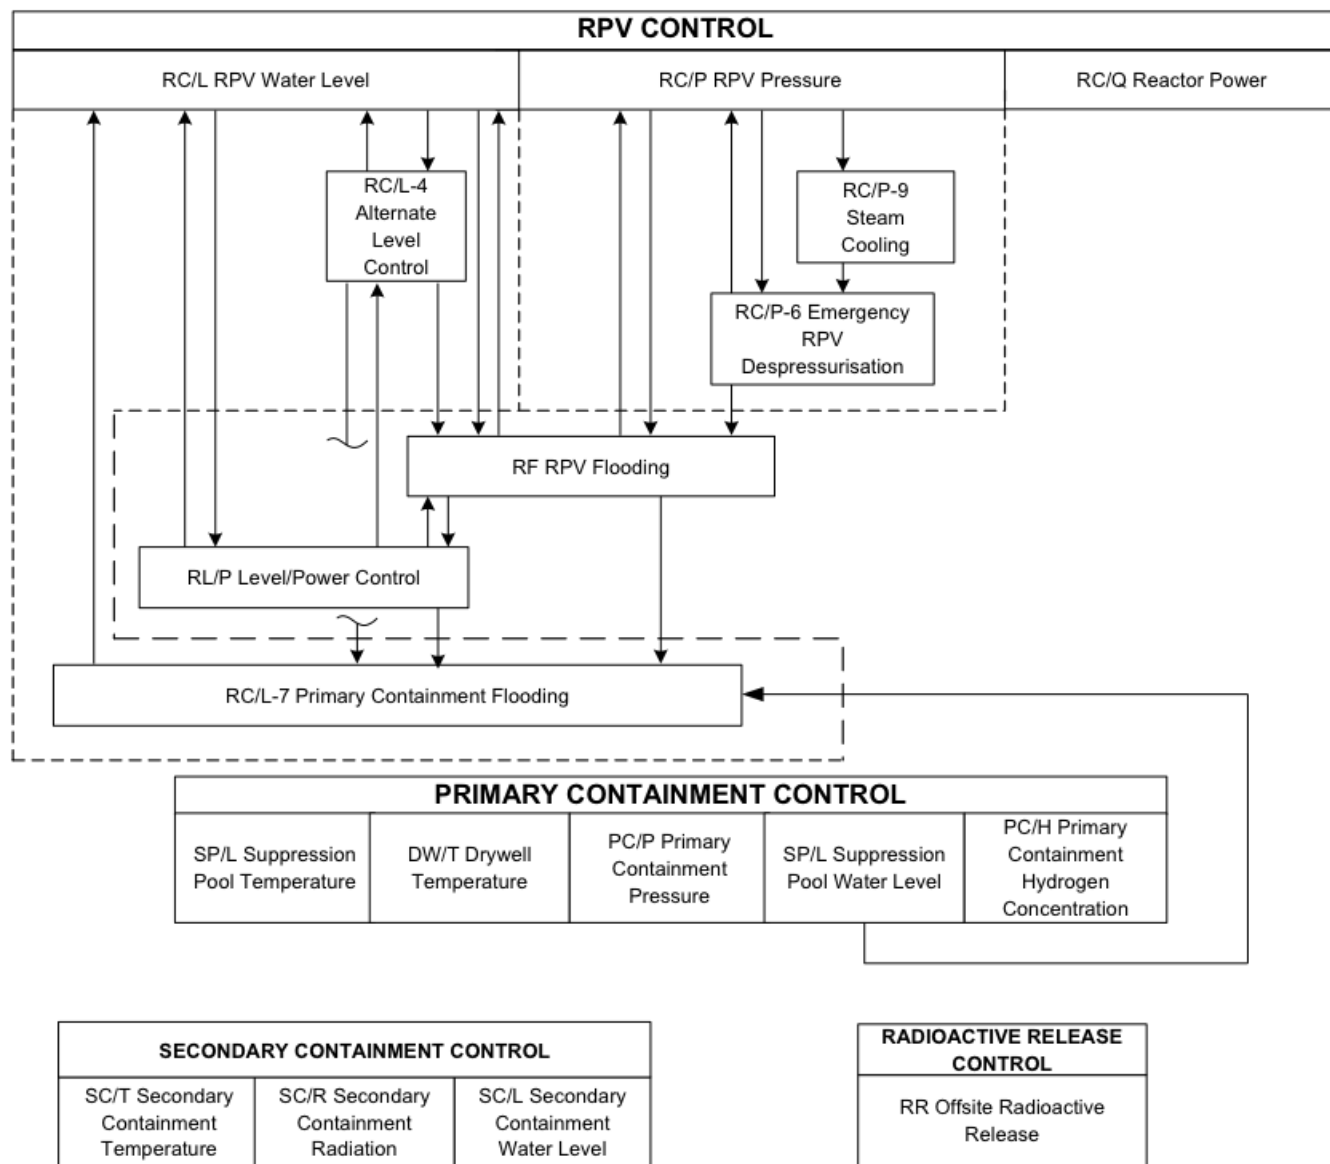 RPV CONTROL
RC/L RPV Water Level
RC/P RPV Pressure
RC/Q Reactor Power
RC/L-4
Alternate
Level
Control
RC/P-9
Steam
Cooling
RC/P-6 Emergency
RPV
Despressurisation
RF RPV Flooding
RL/P Level/Power Control
RC/L-7 Primary Containment Flooding
PRIMARY CONTAINMENT CONTROL
SP/L Suppression
Pool Temperature
DW/T Drywell
Temperature
PC/P Primary
Containment
Pressure
SP/L Suppression
Pool Water Level
PC/H Primary
Containment
Hydrogen
Concentration
SECONDARY CONTAINMENT CONTROL
SC/T Secondary
Containment
Temperature
SC/R Secondary
Containment
Radiation
SC/L Secondary
Containment
Water Level
RADIOACTIVE RELEASE
CONTROL
RR Offsite Radioactive
Release